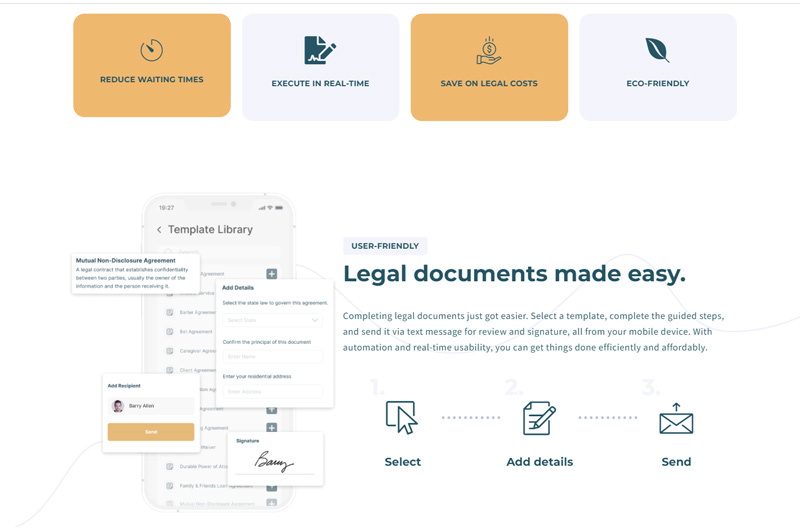 REDUCE WAITING TIMES
EXECUTE IN REAL-TIME
SAVE ON LEGAL COSTS
ECO-FRIENDLY
19:27
Template Library
Mutual Non-Disclosure Agreement
A legal contract that establishes confidentiality
between two parties, usually the owner of the
information and the person receiving it.
Add Details
Select the state law to govern this agreement.
Select State
Confirm the principal of this document
Enter Name
Enter your residential address
Enter Address
Add Recipient
Barry Allen
Send
Signature
Barry
Durable Power of
Family & Friends Loan
Mutual Non-Disclosure Agreement
USER-FRIENDLY
Legal documents made easy.
Completing legal documents just got easier. Select a template, complete the guided steps,
and send it via text message for review and signature, all from your mobile device. With
automation and real-time usability, you can get things done efficiently and affordably.
1.
2.
3.
Select
Add details
Send